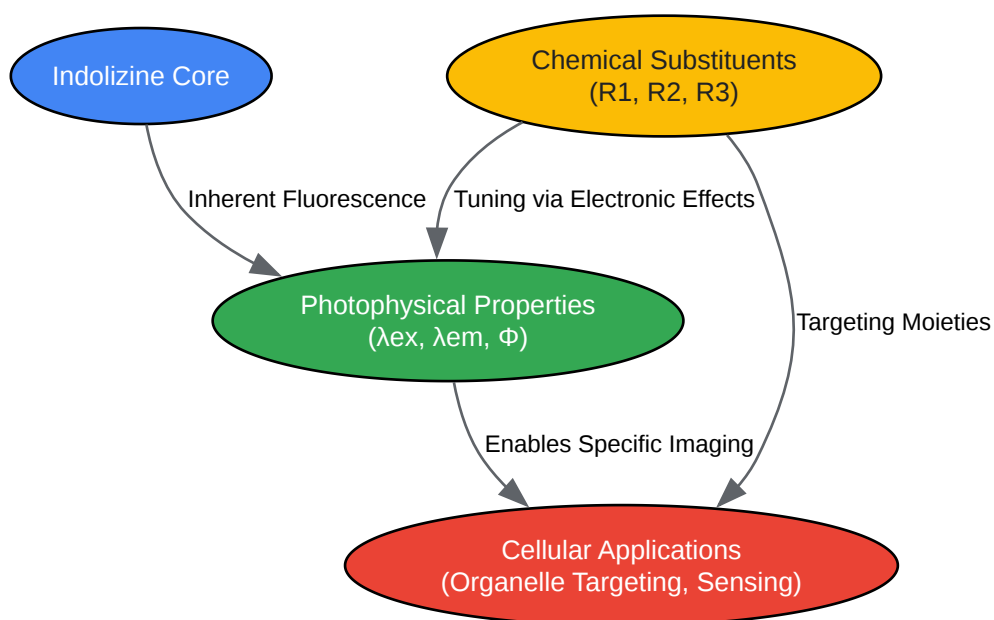 Indolizine Core
Chemical Substituents
(R1, R2, R3)
Inherent Fluorescence
Tuning via Electronic Effects
Photophysical Properties
(λex, λem, Φ)
Targeting Moieties
Enables Specific Imaging
Cellular Applications
(Organelle Targeting, Sensing)